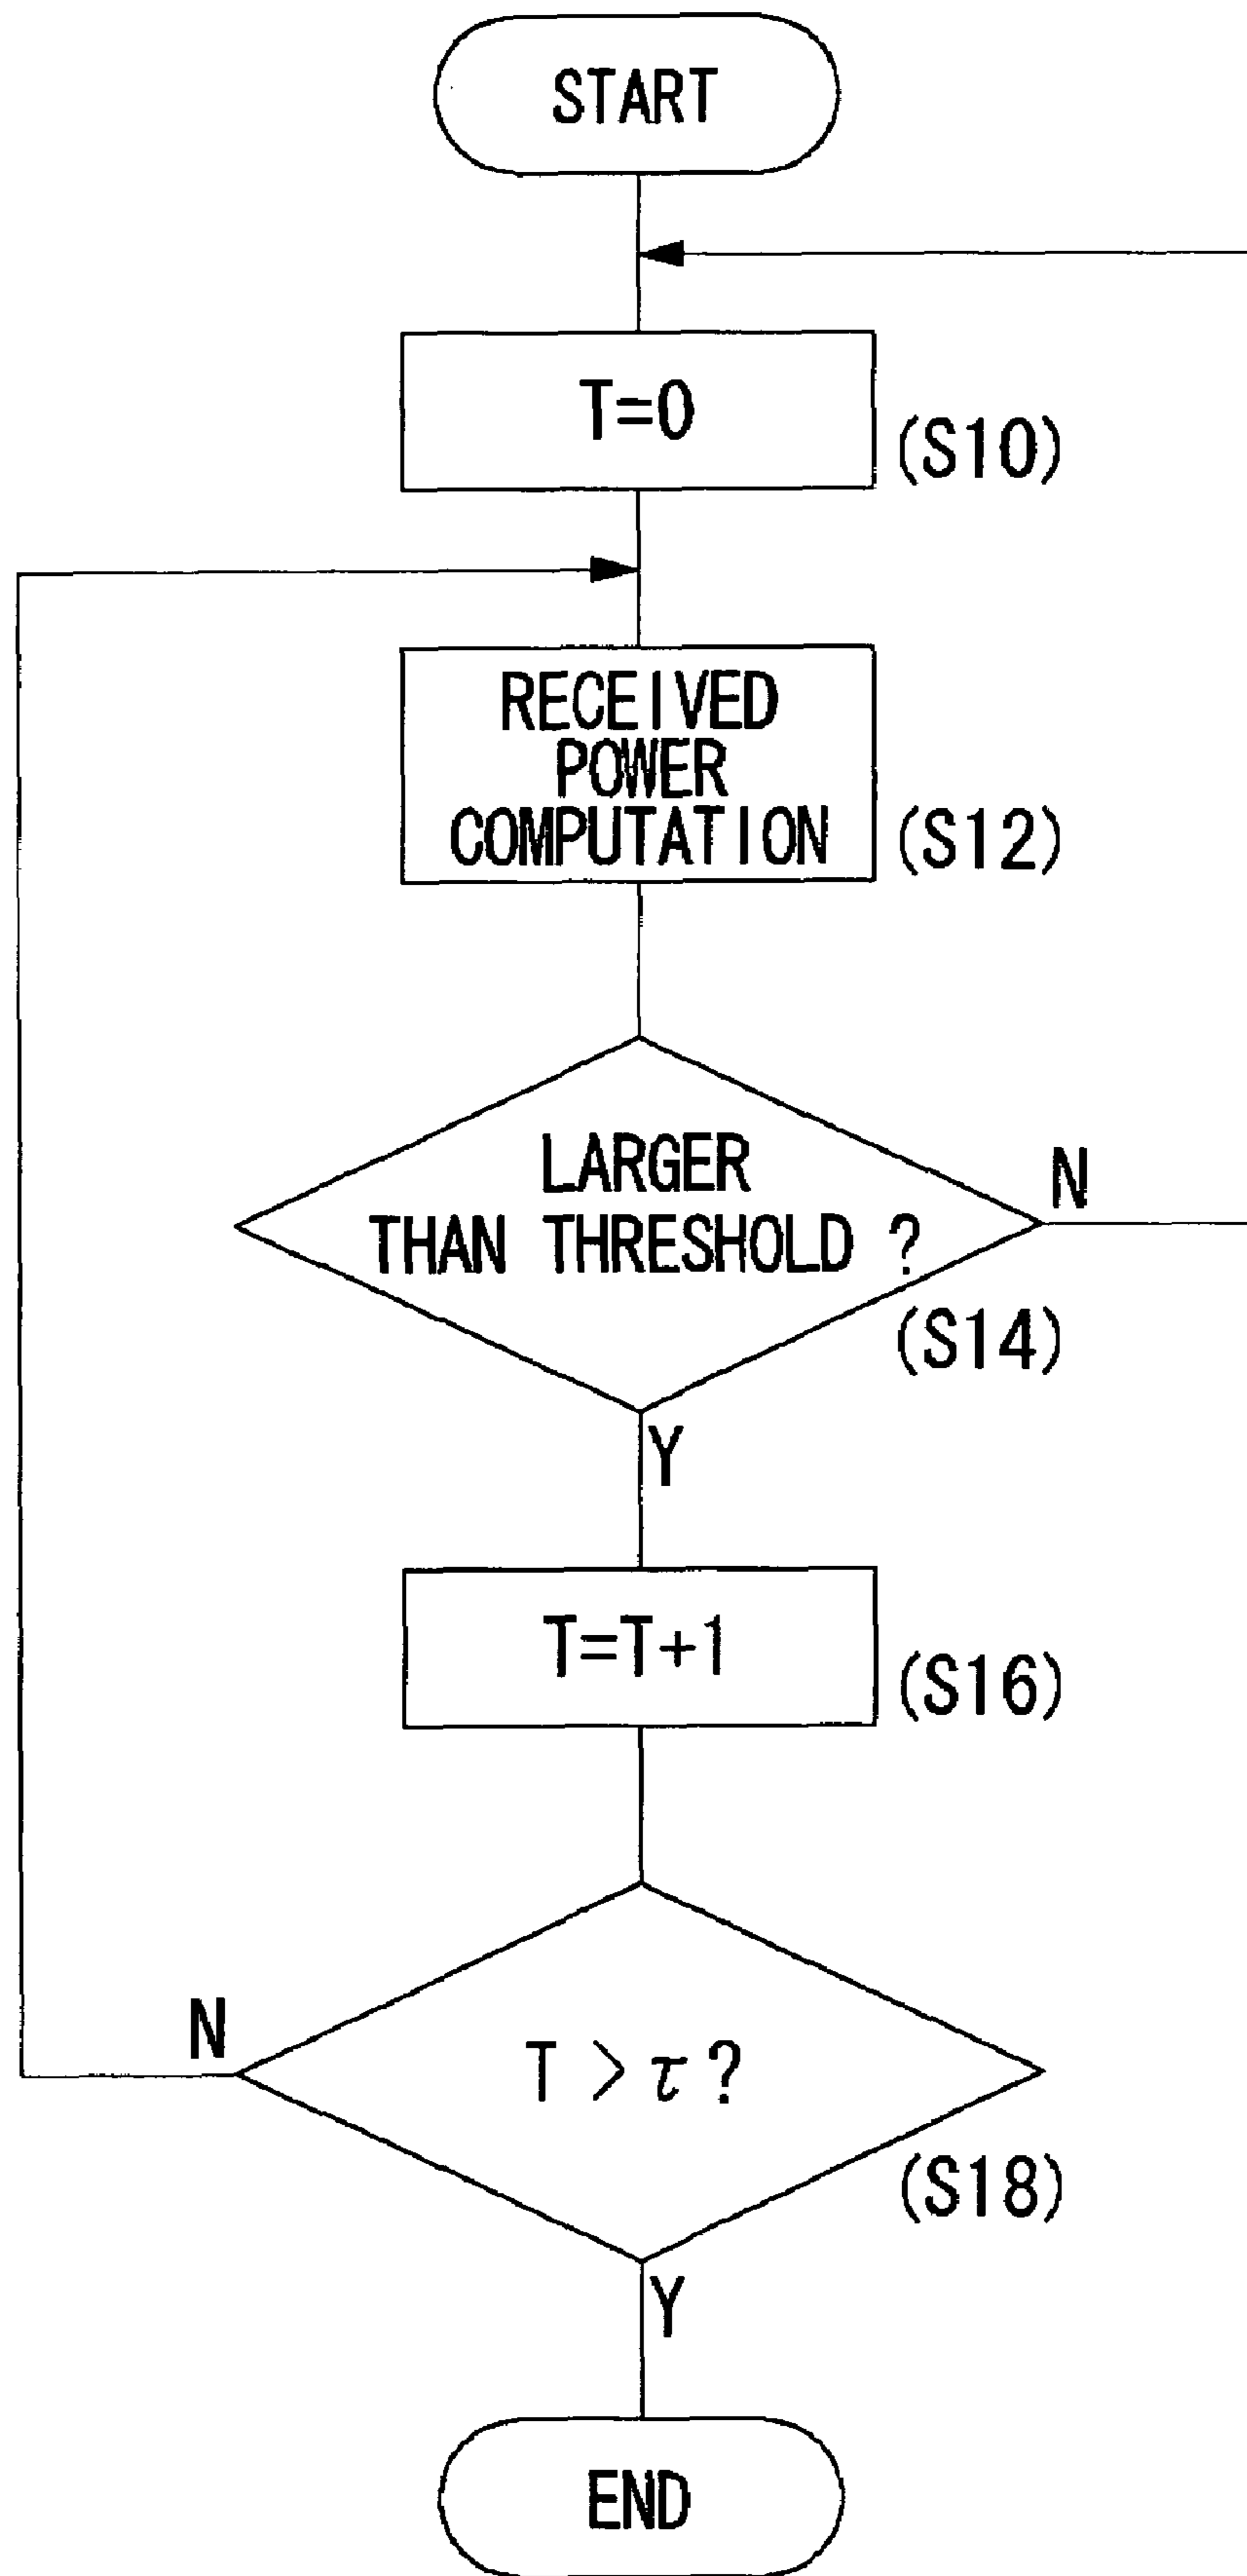 START
T=0
(S10)
RECEIVED
POWER
COMPUTATION
(S12)
LARGER
THAN THRESHOLD ?
N
(S14)
Y
T=T+1
(S16)
N
T > τ ?
(S18)
Y
END